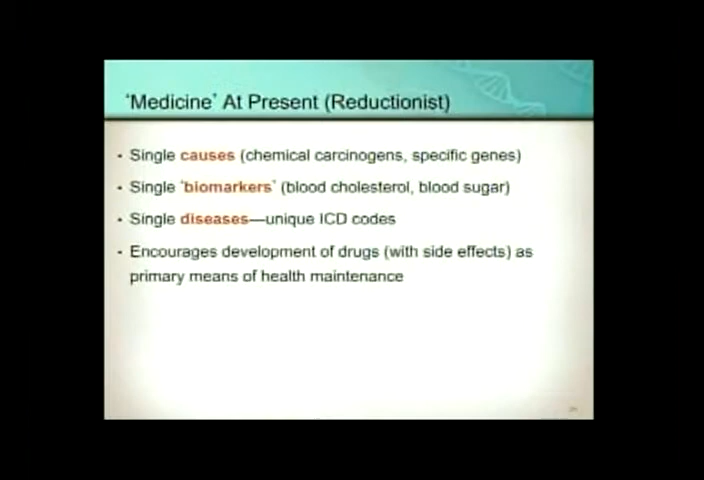 ‘Medicine’ At Present (Reductionist)
• Single causes (chemical carcinogens, specific genes)
• Single ‘biomarkers’ (blood cholesterol, blood sugar)
• Single diseases—unique ICD codes
• Encourages development of drugs (with side effects) as
primary means of health maintenance